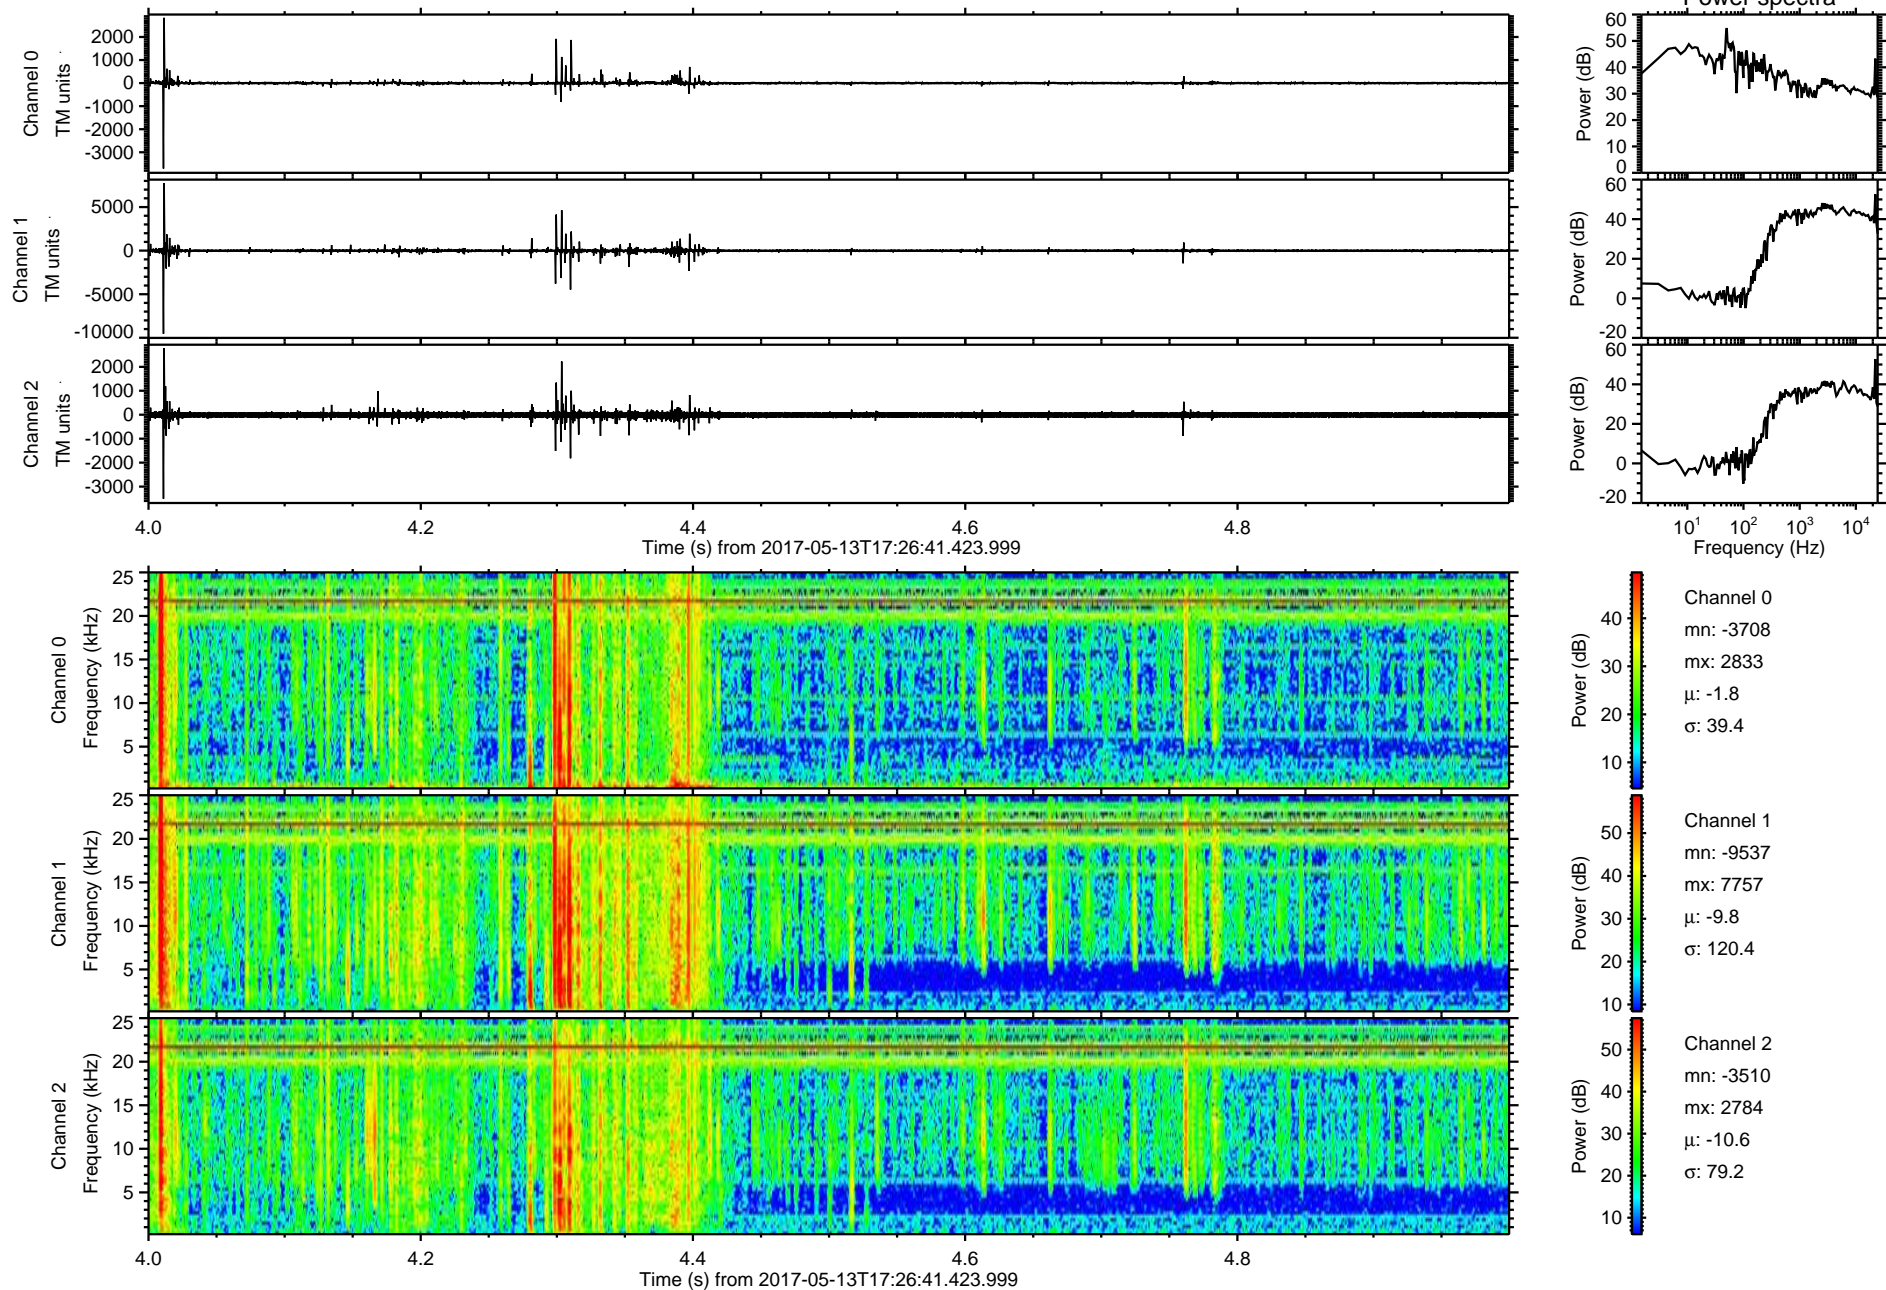 Power spectra
Channel 0
TM units
2000
1000
0
-1000
-2000
-3000
Power (dB)
60
50
40
30
20
10
0
Channel 1
TM units
5000
0
-5000
-10000
Power (dB)
60
40
20
0
-20
Channel 2
TM units
2000
1000
0
-1000
-2000
-3000
Power (dB)
60
40
20
0
-20
4.0 4.2 4.4 4.6 4.8
Time (s) from 2017-05-13T17:26:41.423.999
10¹ 10² 10³ 10⁴
Frequency (Hz)
Channel 0
Frequency (kHz)
25
20
15
10
5
Power (dB)
40
30
20
10
Channel 0
mn: -3708
mx: 2833
μ: -1.8
σ: 39.4
Channel 1
Frequency (kHz)
25
20
15
10
5
Power (dB)
50
40
30
20
10
Channel 1
mn: -9537
mx: 7757
μ: -9.8
σ: 120.4
Channel 2
Frequency (kHz)
25
20
15
10
5
Power (dB)
50
40
30
20
10
Channel 2
mn: -3510
mx: 2784
μ: -10.6
σ: 79.2
4.0 4.2 4.4 4.6 4.8
Time (s) from 2017-05-13T17:26:41.423.999